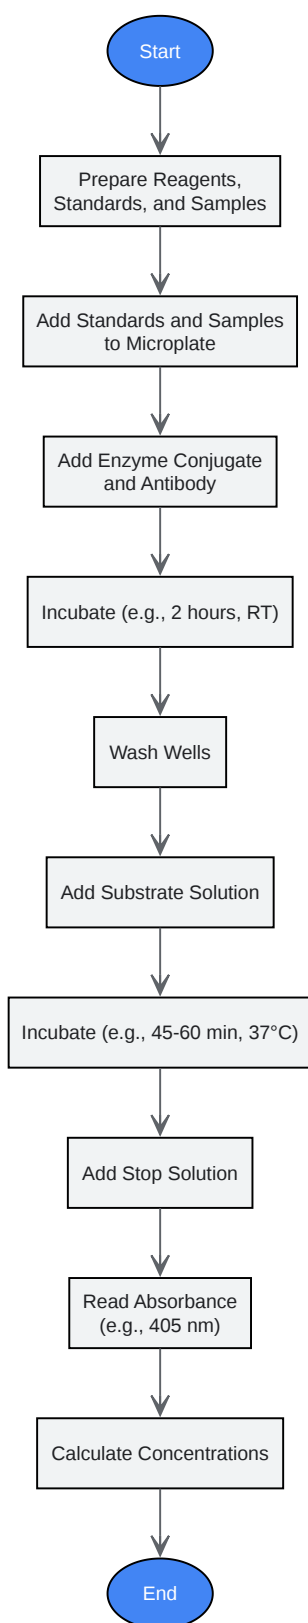 Start
Prepare Reagents,
Standards, and Samples
Add Standards and Samples
to Microplate
Add Enzyme Conjugate
and Antibody
Incubate (e.g., 2 hours, RT)
Wash Wells
Add Substrate Solution
Incubate (e.g., 45-60 min, 37°C)
Add Stop Solution
Read Absorbance
(e.g., 405 nm)
Calculate Concentrations
End